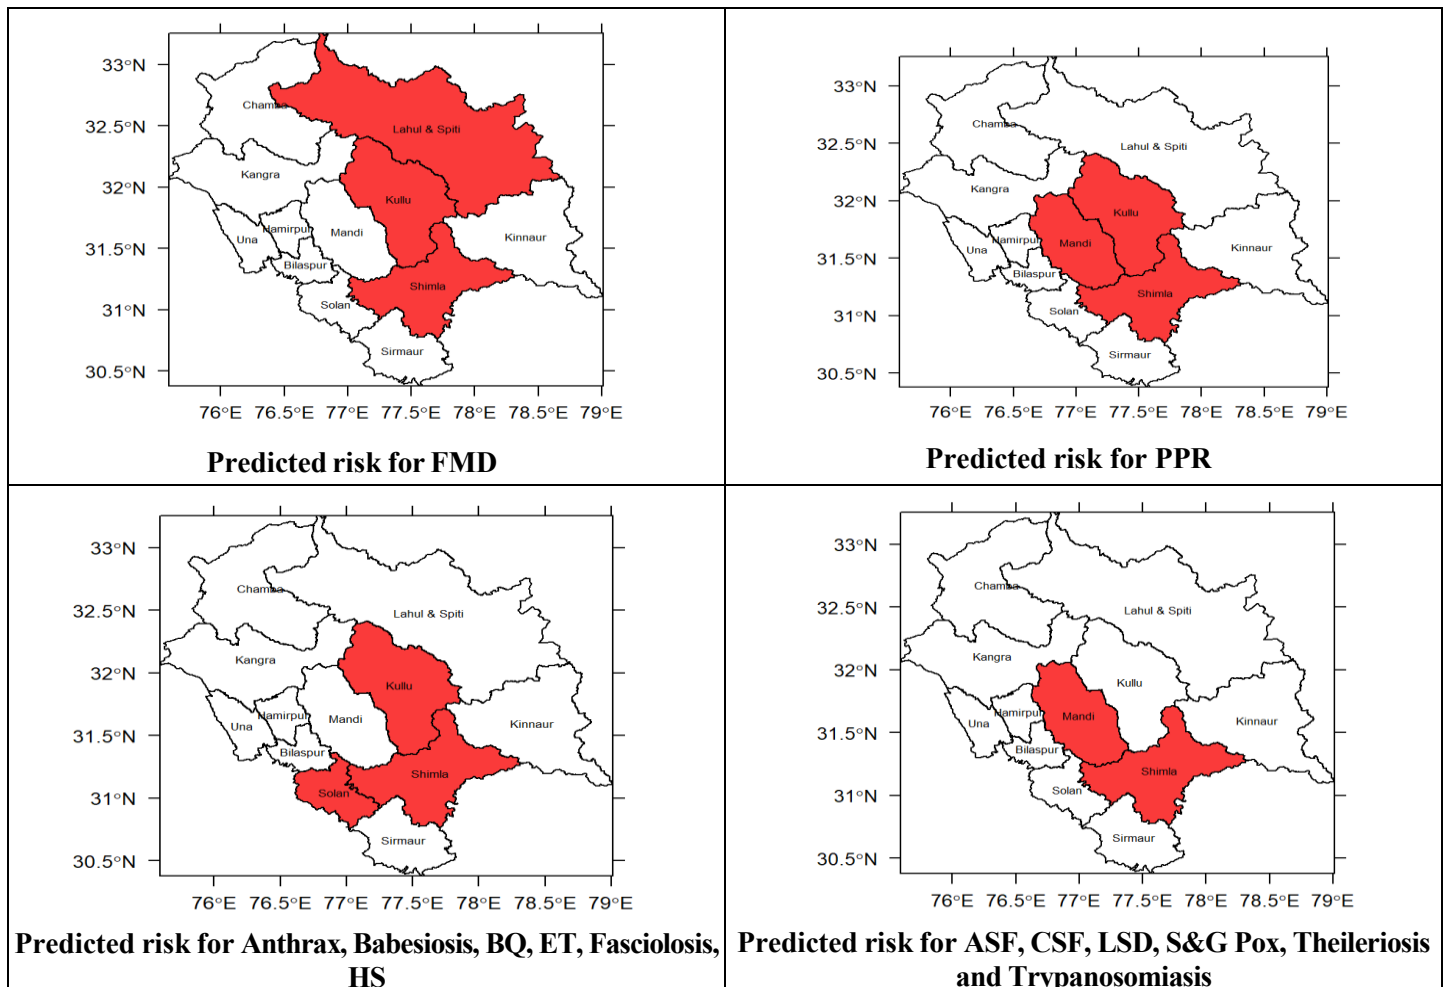 33°N
32.5°N
32°N
31.5°N
31°N
30.5°N
Chamba
Lahul & Spiti
Kangra
Kullu
Una
Hamirpur
Mandi
Kinnaur
Bilaspur
Shimla
Solan
Sirmaur
76°E 76.5°E 77°E 77.5°E 78°E 78.5°E 79°E
Predicted risk for FMD
33°N
32.5°N
32°N
31.5°N
31°N
30.5°N
Chamba
Lahul & Spiti
Kangra
Kullu
Una
Hamirpur
Mandi
Kinnaur
Bilaspur
Shimla
Solan
Sirmaur
76°E 76.5°E 77°E 77.5°E 78°E 78.5°E 79°E
Predicted risk for PPR
33°N
32.5°N
32°N
31.5°N
31°N
30.5°N
Chamba
Lahul & Spiti
Kangra
Kullu
Una
Hamirpur
Mandi
Kinnaur
Bilaspur
Shimla
Solan
Sirmaur
76°E 76.5°E 77°E 77.5°E 78°E 78.5°E 79°E
Predicted risk for Anthrax, Babesiosis, BQ, ET, Fasciolosis,
HS
33°N
32.5°N
32°N
31.5°N
31°N
30.5°N
Chamba
Lahul & Spiti
Kangra
Kullu
Una
Hamirpur
Mandi
Kinnaur
Bilaspur
Shimla
Solan
Sirmaur
76°E 76.5°E 77°E 77.5°E 78°E 78.5°E 79°E
Predicted risk for ASF, CSF, LSD, S&G Pox, Theileriosis
and Trypanosomiasis